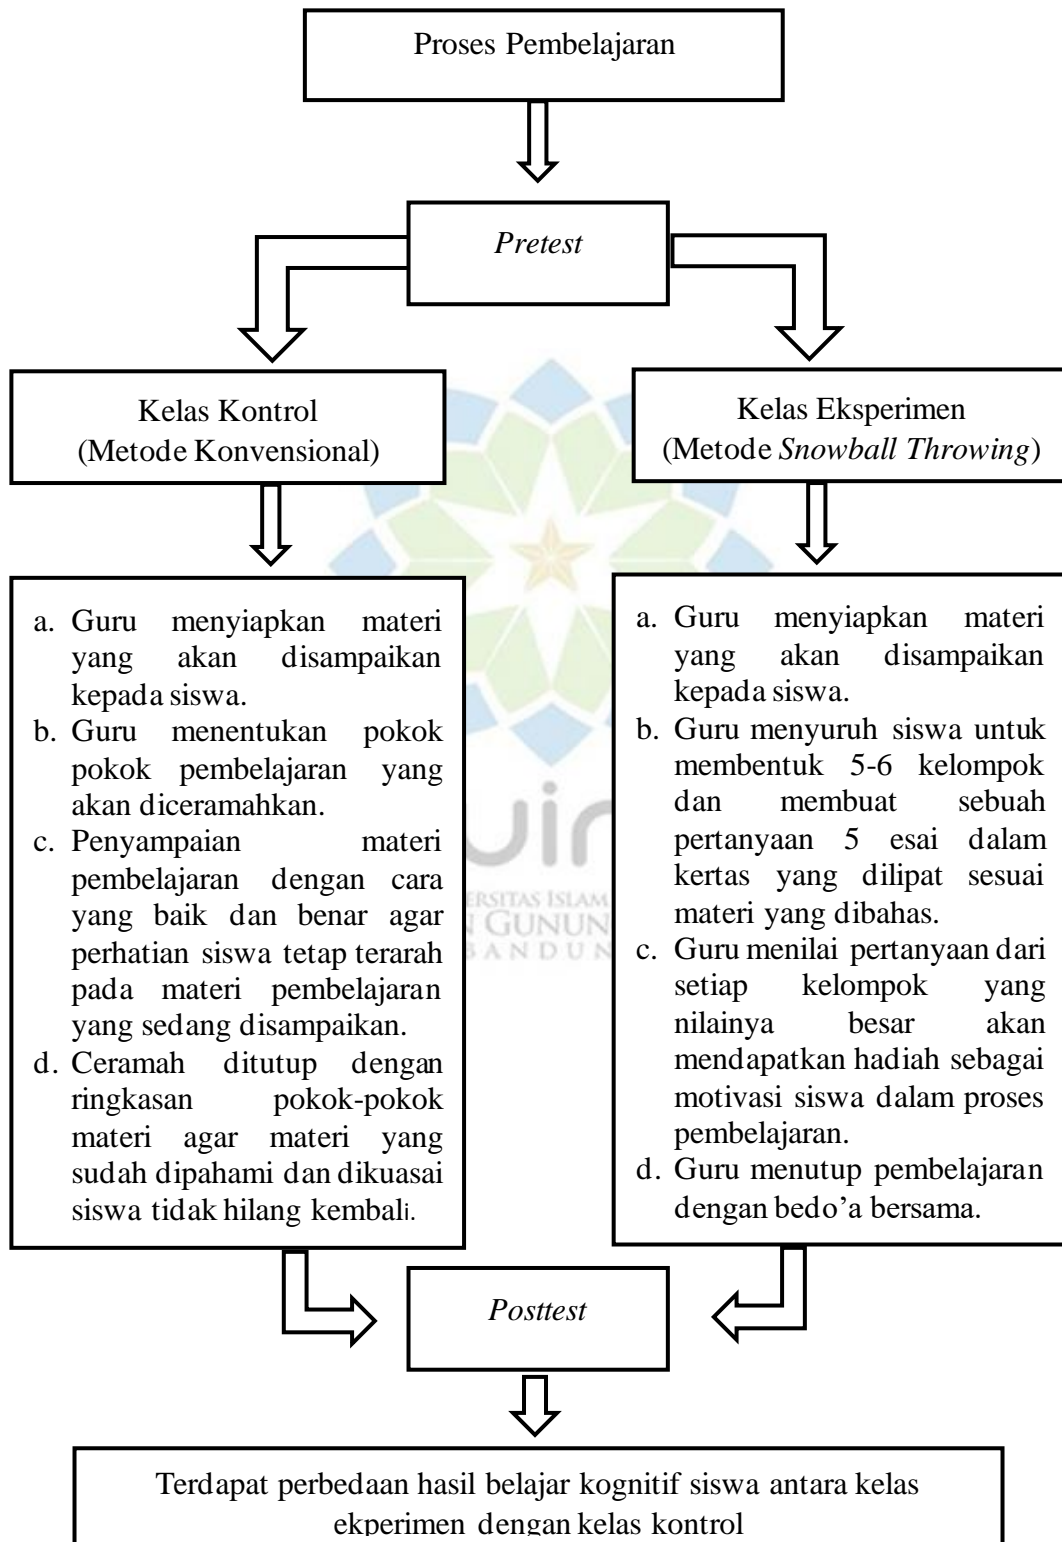 Proses Pembelajaran
Pretest
Kelas Kontrol
(Metode Konvensional)
Kelas Eksperimen
(Metode Snowball Throwing)
a. Guru menyiapkan materi
yang akan disampaikan
kepada siswa.
b. Guru menentukan pokok
pokok pembelajaran yang
akan diceramahkan.
c. Penyampaian materi
pembelajaran dengan cara
yang baik dan benar agar
perhatian siswa tetap terarah
pada materi pembelajaran
yang sedang disampaikan.
d. Ceramah ditutup dengan
ringkasan pokok-pokok
materi agar materi yang
sudah dipahami dan dikuasai
siswa tidak hilang kembali.
a. Guru menyiapkan materi
yang akan disampaikan
kepada siswa.
b. Guru menyuruh siswa untuk
membentuk 5-6 kelompok
dan membuat sebuah
pertanyaan 5 esai dalam
kertas yang dilipat sesuai
materi yang dibahas.
c. Guru menilai pertanyaan dari
setiap kelompok yang
nilainya besar akan
mendapatkan hadiah sebagai
motivasi siswa dalam proses
pembelajaran.
d. Guru menutup pembelajaran
dengan bedo’a bersama.
ISLAM
Posttest
Terdapat perbedaan hasil belajar kognitif siswa antara kelas
ekperimen dengan kelas kontrol